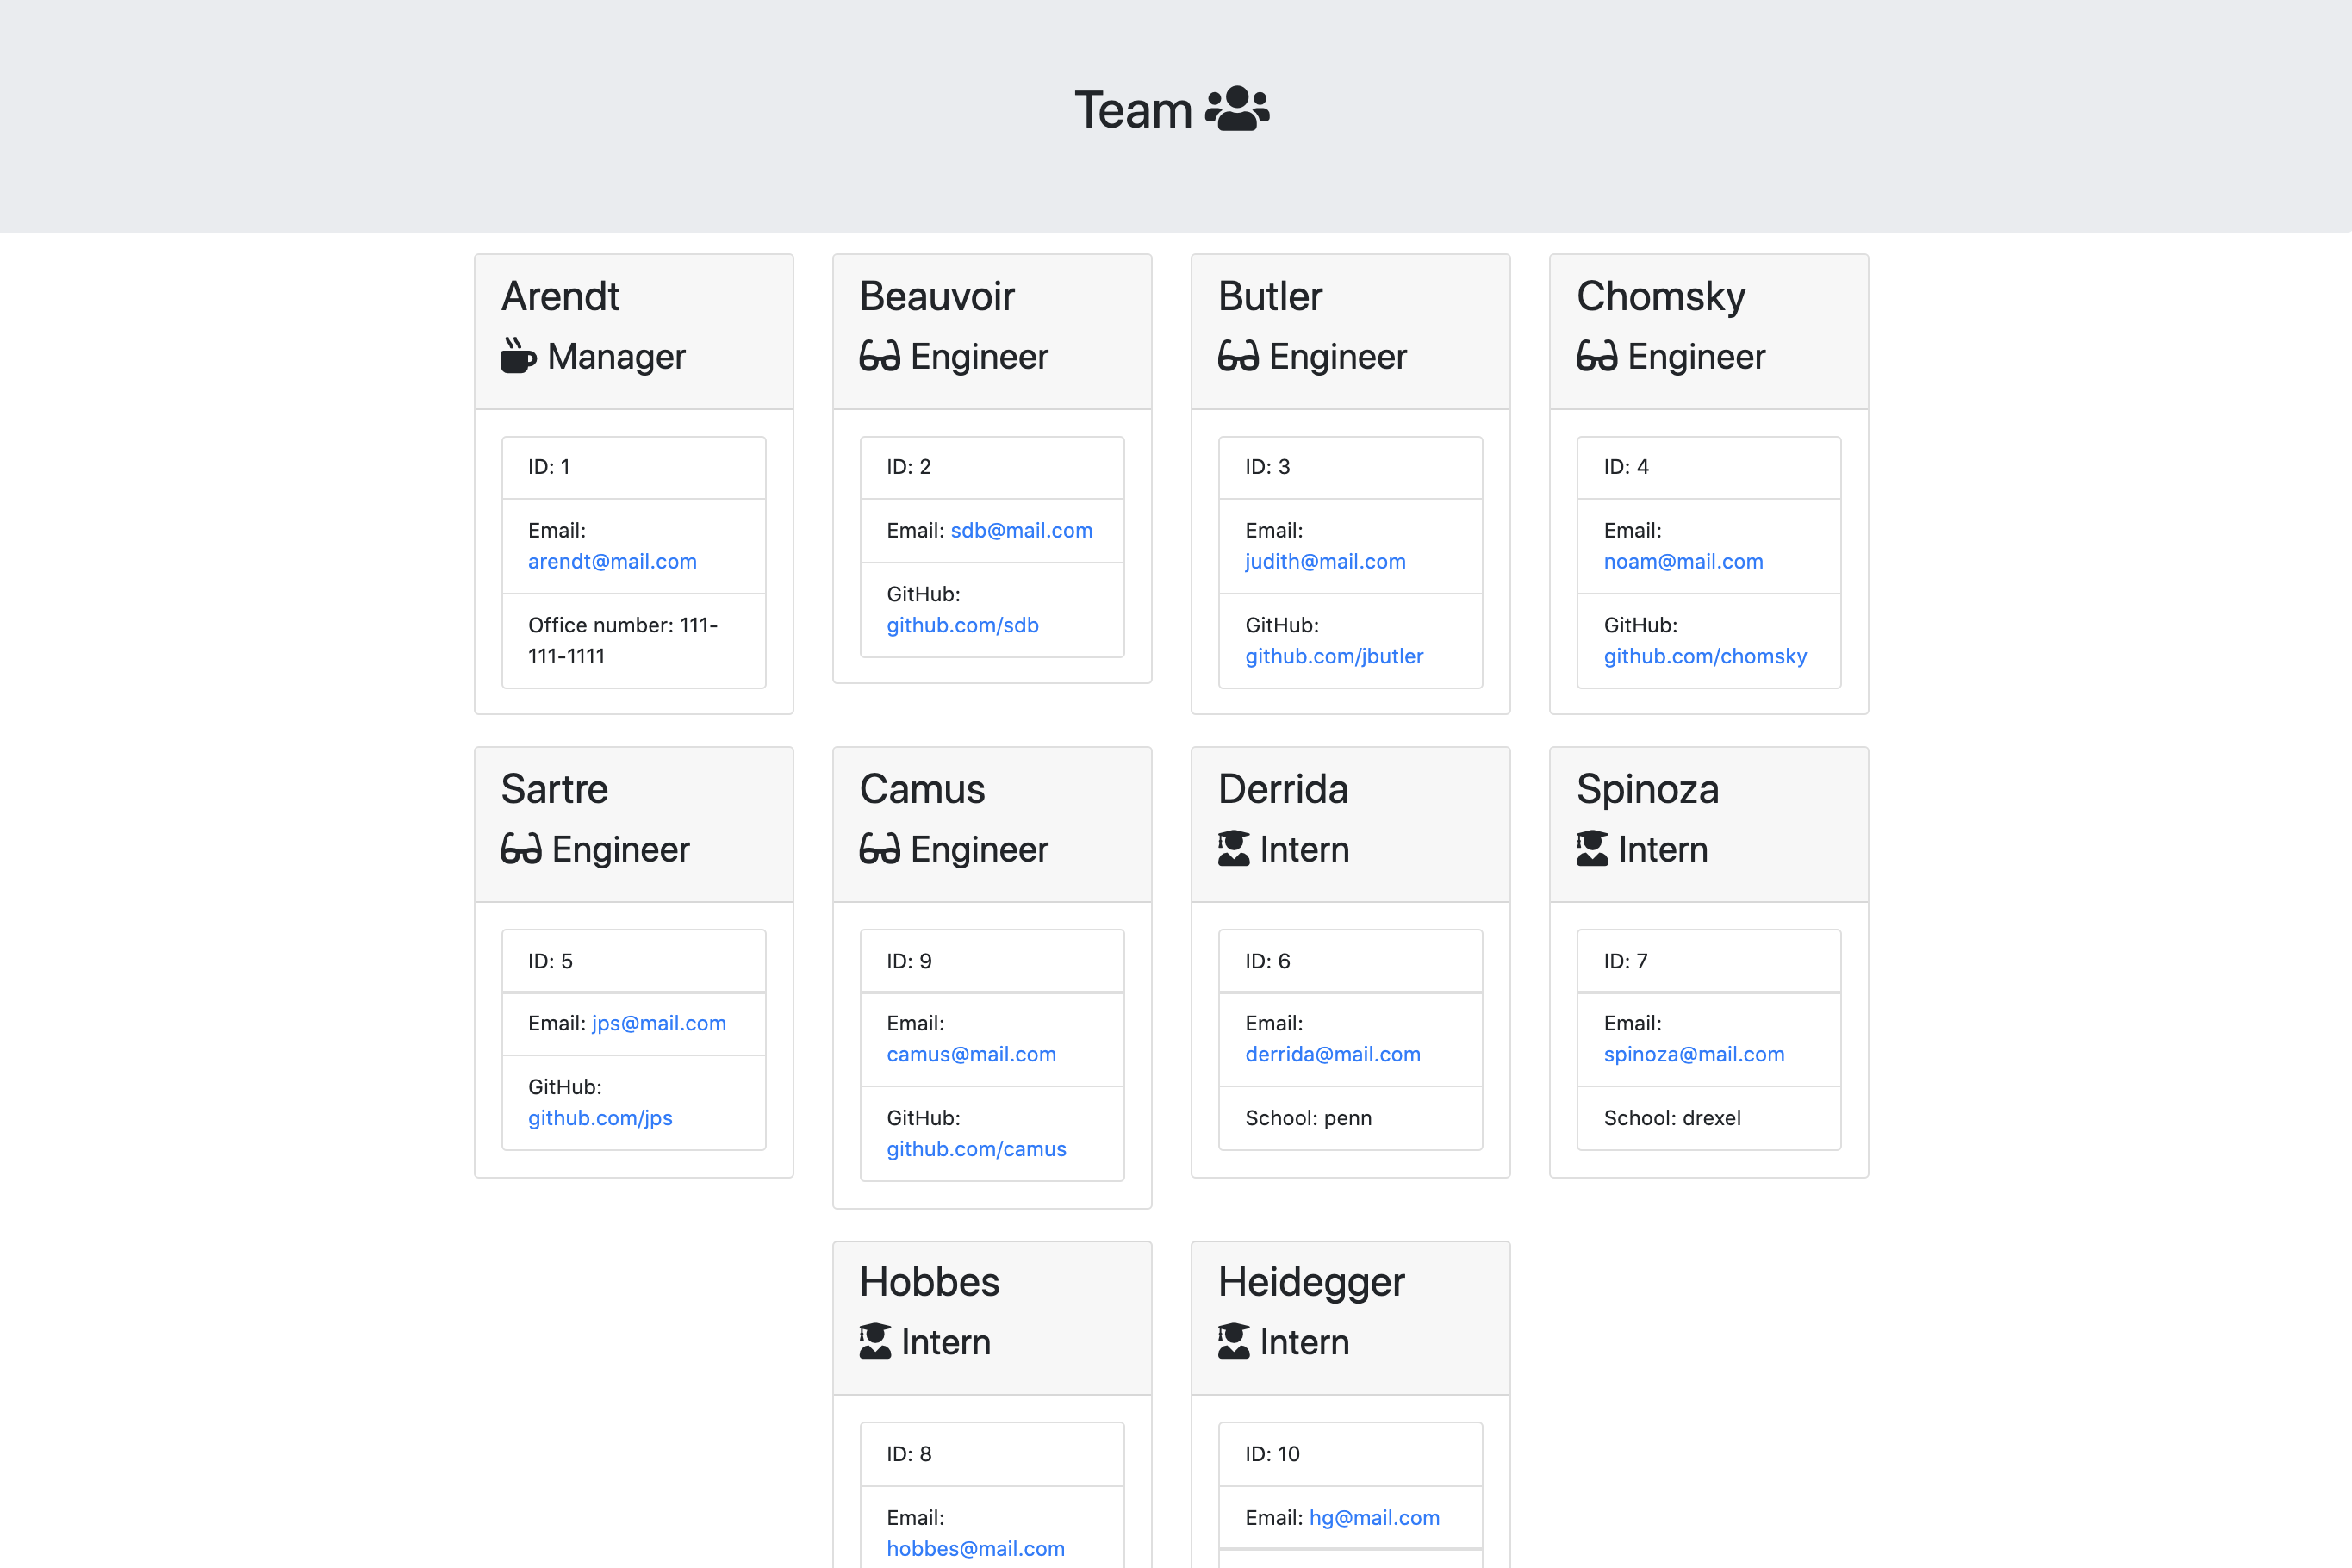 Team
Arendt
Manager
ID: 1
Email:
arendt@mail.com
Office number: 111-
111-1111
Beauvoir
Engineer
ID: 2
Email: sdb@mail.com
GitHub:
github.com/sdb
Butler
Engineer
ID: 3
Email:
judith@mail.com
GitHub:
github.com/jbutler
Chomsky
Engineer
ID: 4
Email:
noam@mail.com
GitHub:
github.com/chomsky
Sartre
Engineer
ID: 5
Email: jps@mail.com
GitHub:
github.com/jps
Camus
Engineer
ID: 9
Email:
camus@mail.com
GitHub:
github.com/camus
Derrida
Intern
ID: 6
Email:
derrida@mail.com
School: penn
Spinoza
Intern
ID: 7
Email:
spinoza@mail.com
School: drexel
Hobbes
Intern
ID: 8
Email:
hobbes@mail.com
Heidegger
Intern
ID: 10
Email: hg@mail.com